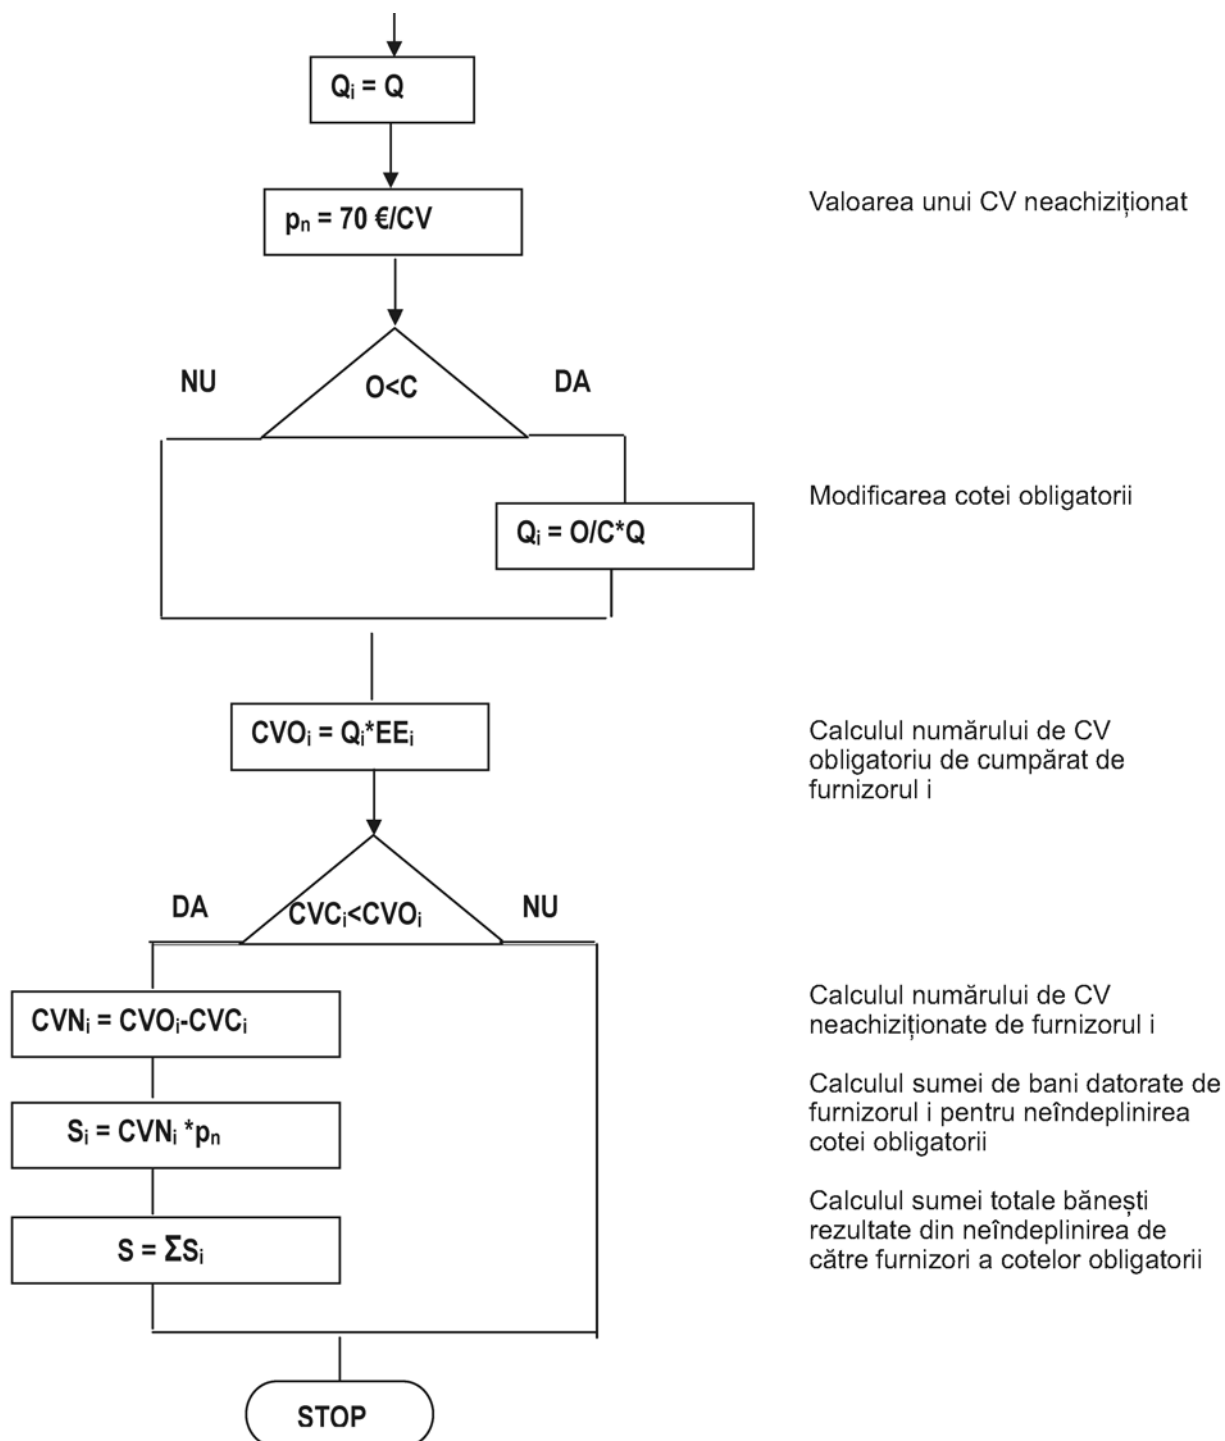 Qi = Q
pn = 70 €/CV
Valoarea unui CV neachiziționat
NU
O<C
DA
Modificarea cotei obligatorii
Qi = O/C*Q
CVOi = Qi*EEi
Calculul numărului de CV
obligatoriu de cumpărat de
furnizorul i
DA
CVCi<CVOi
NU
CVNi = CVOi-CVCi
Calculul numărului de CV
neachiziționate de furnizorul i
Si = CVNi *pn
Calculul sumei de bani datorate de
furnizorul i pentru neîndeplinirea
cotei obligatorii
S = ΣSi
Calculul sumei totale bănești
rezultate din neîndeplinirea de
către furnizori a cotelor obligatorii
STOP